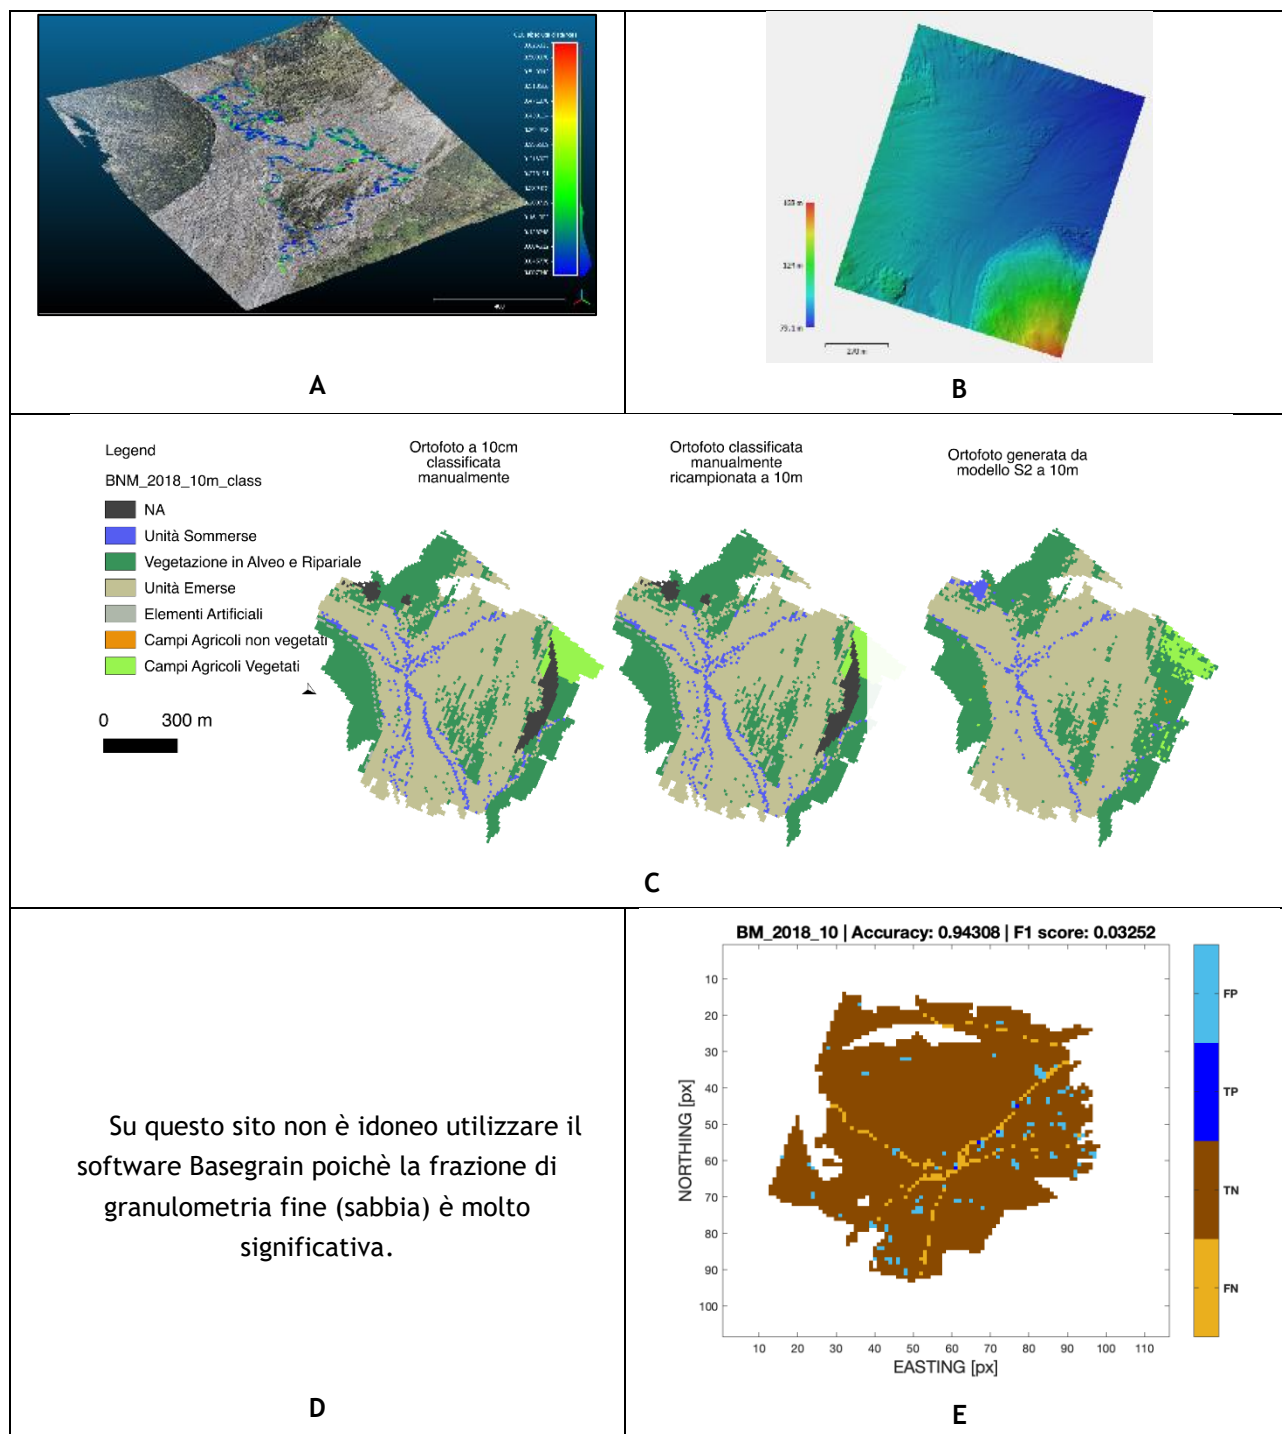 A
165 m
124 m
270 m
B
Legend
BNM_2018_10m_class
NA
Unità Sommerse
Vegetazione in Alveo e Ripariale
Unità Emerse
Elementi Artificiali
Campi Agricoli non vegetati
Campi Agricoli Vegetati
0 300 m
Ortofoto a 10cm
classificata
manualmente
Ortofoto classificata
manualmente
ricampionata a 10m
Ortofoto generata da
modello S2 a 10m
C
Su questo sito non è idoneo utilizzare il
software Basegrain poichè la frazione di
granulometria fine (sabbia) è molto
significativa.
D
BM_2018_10 | Accuracy: 0.94308 | F1 score: 0.03252
NORTHING [px]
10
20
30
40
50
60
70
80
90
100
10 20 30 40 50 60 70 80 90 100 110
EASTING [px]
FP
TP
TN
FN
E